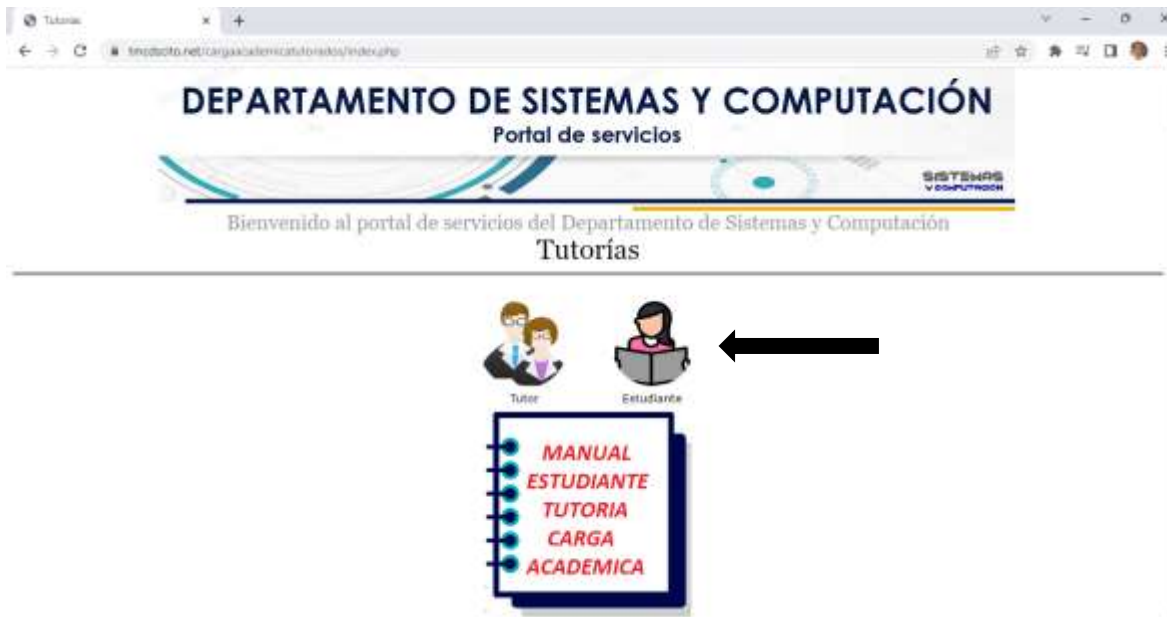 Tutorías
DEPARTAMENTO DE SISTEMAS Y COMPUTACIÓN
Portal de servicios
SISTEMAS
Y COMPUTACIÓN
Bienvenido al portal de servicios del Departamento de Sistemas y Computación
Tutorías
Tutor Estudiante
MANUAL
ESTUDIANTE
TUTORIA
CARGA
ACADEMICA